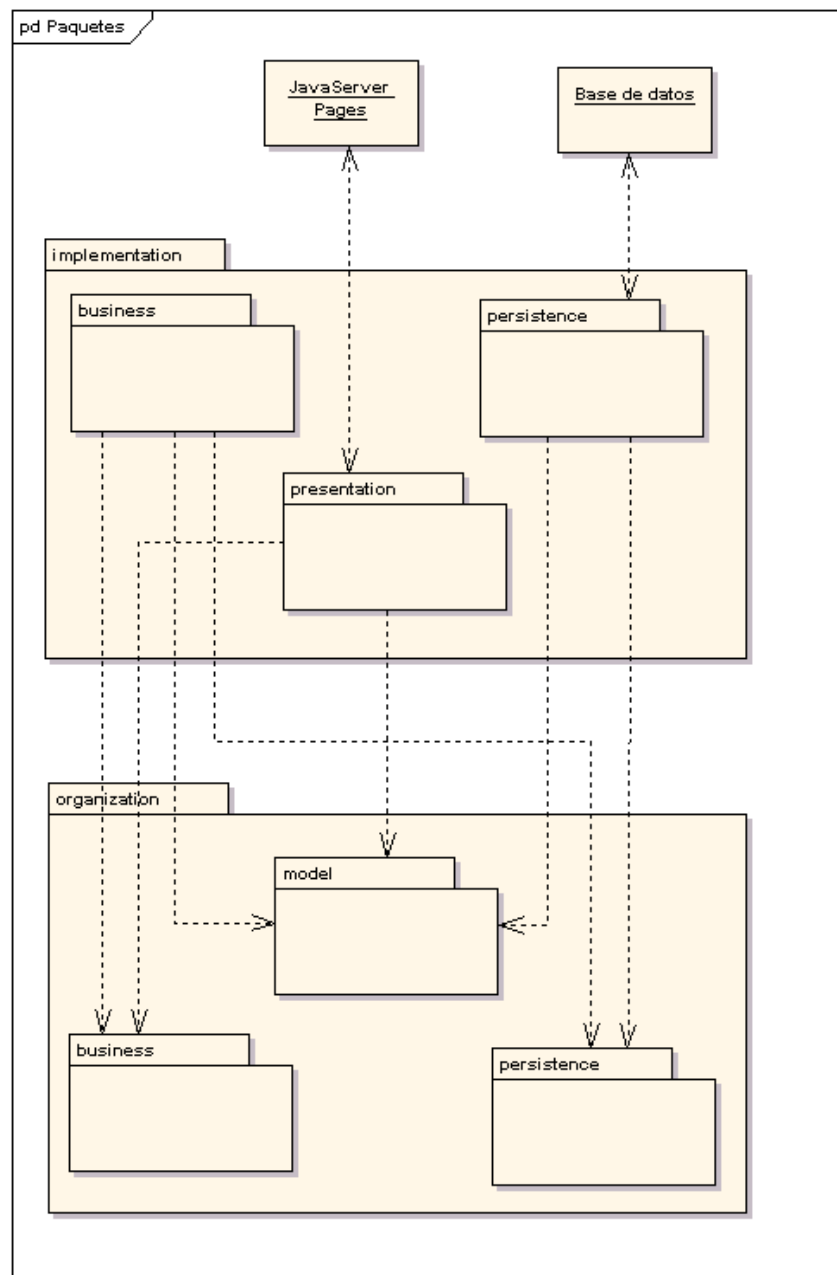 pd Paquetes
JavaServer
Pages
Base de datos
implementation
business
persistence
presentation
organization
model
business
persistence